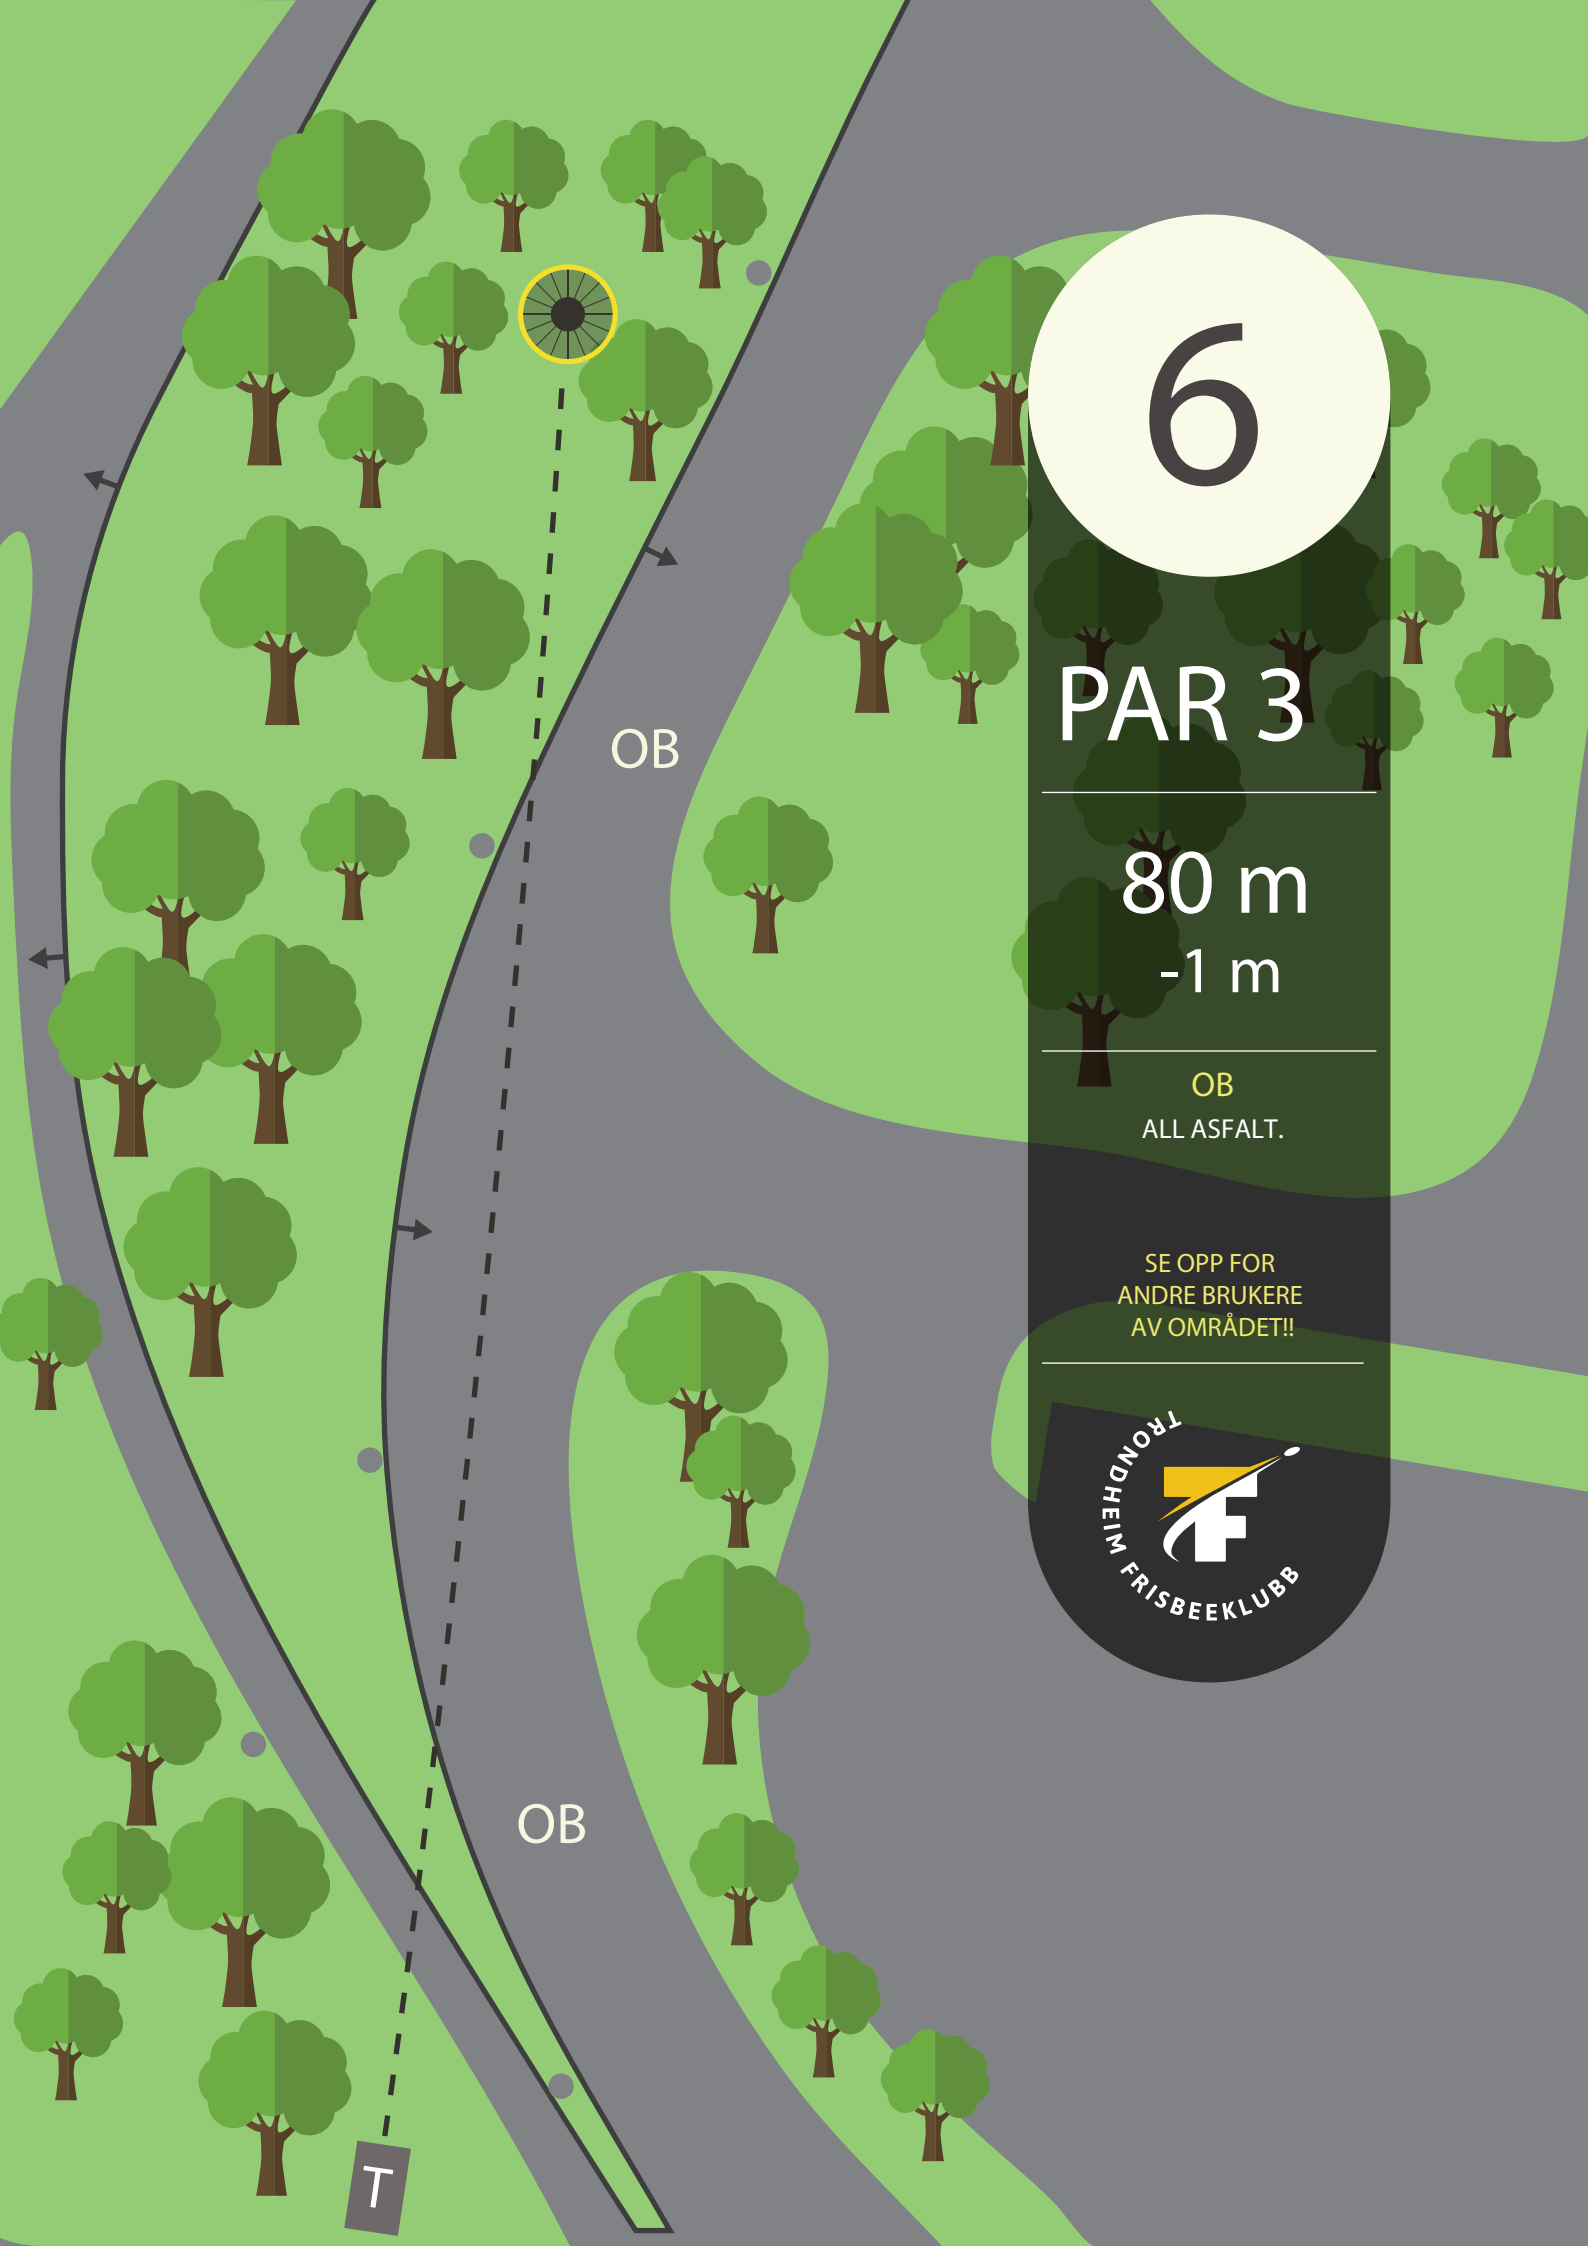 6
PAR 3
OB
80 m
-1 m
OB
ALL ASFALT.
SE OPP FOR
ANDRE BRUKERE
AV OMRÅDET!!
TRONDHEIM FRISBEEKLUBB
TF
OB
T